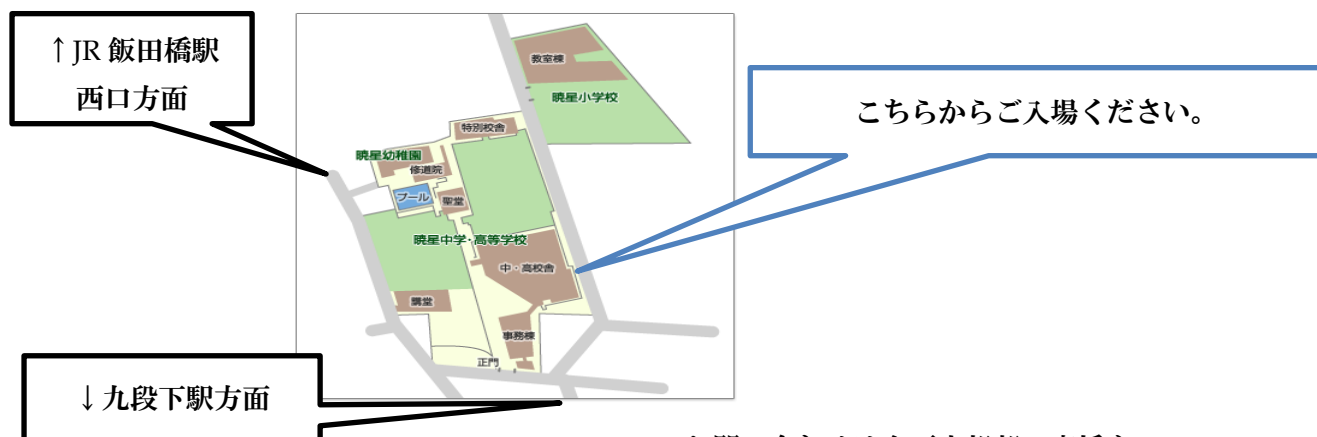 ↑JR 飯田橋駅
西口方面
こちらからご入場ください。
教室棟
暁星小学校
特別校舎
暁星幼稚園
修道院
プール
聖堂
暁星中学・高等学校
中・高校舎
講堂
事務棟
正門
↓九段下駅方面